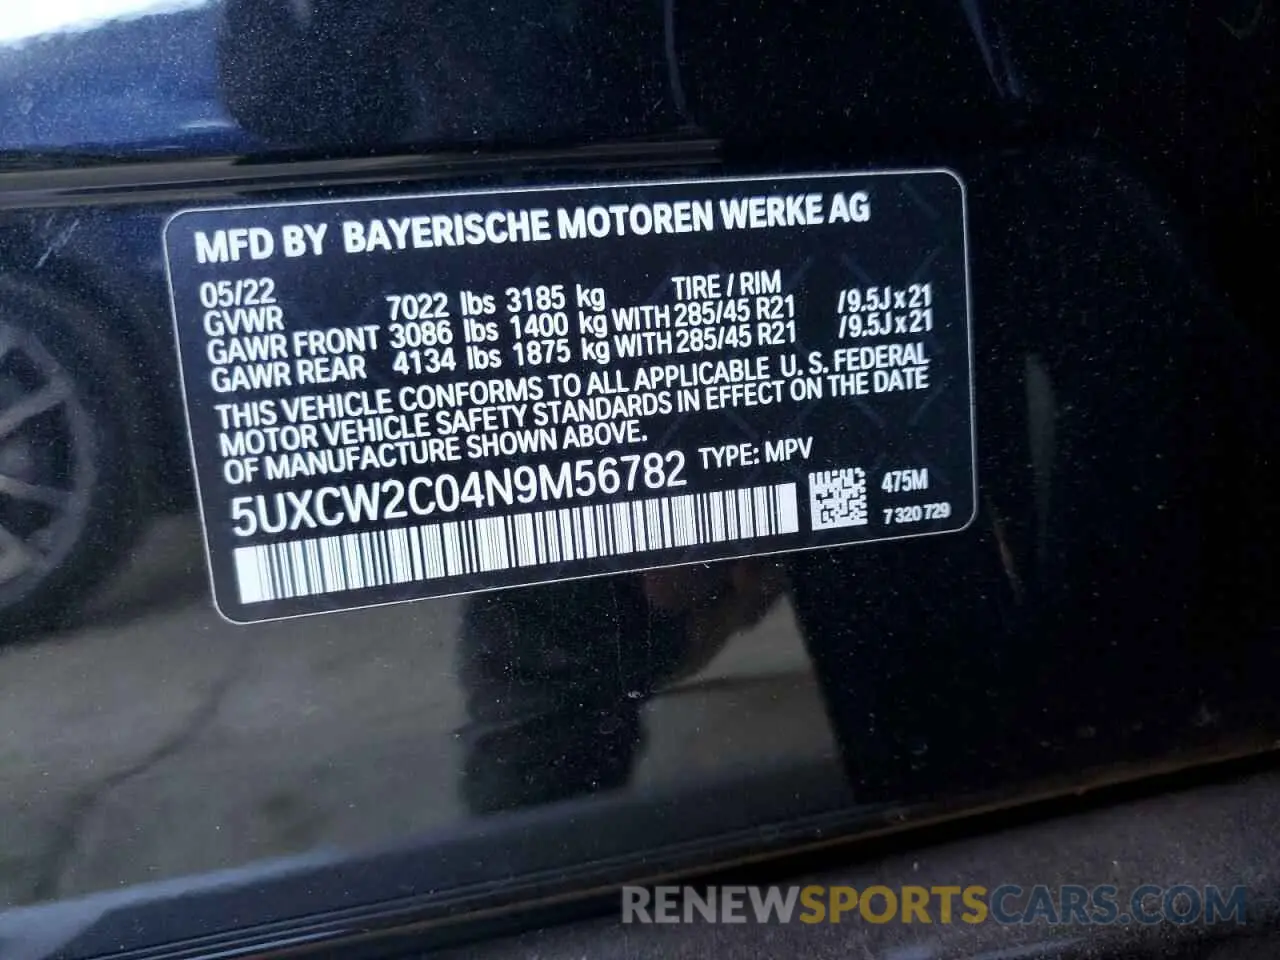 MFD BY BAYERISCHE MOTOREN WERKE AG
05/22 TIRE / RIM
GVWR 7022 lbs 3185 kg
GAWR FRONT 3086 lbs 1400 kg WITH 285/45 R21 /9.5J x 21
GAWR REAR 4134 lbs 1875 kg WITH 285/45 R21 /9.5J x 21
THIS VEHICLE CONFORMS TO ALL APPLICABLE U. S. FEDERAL
MOTOR VEHICLE SAFETY STANDARDS IN EFFECT ON THE DATE
OF MANUFACTURE SHOWN ABOVE.
5UXCW2C04N9M56782 TYPE: MPV
475M
7 320 729
RENEWSPORTSCARS.COM